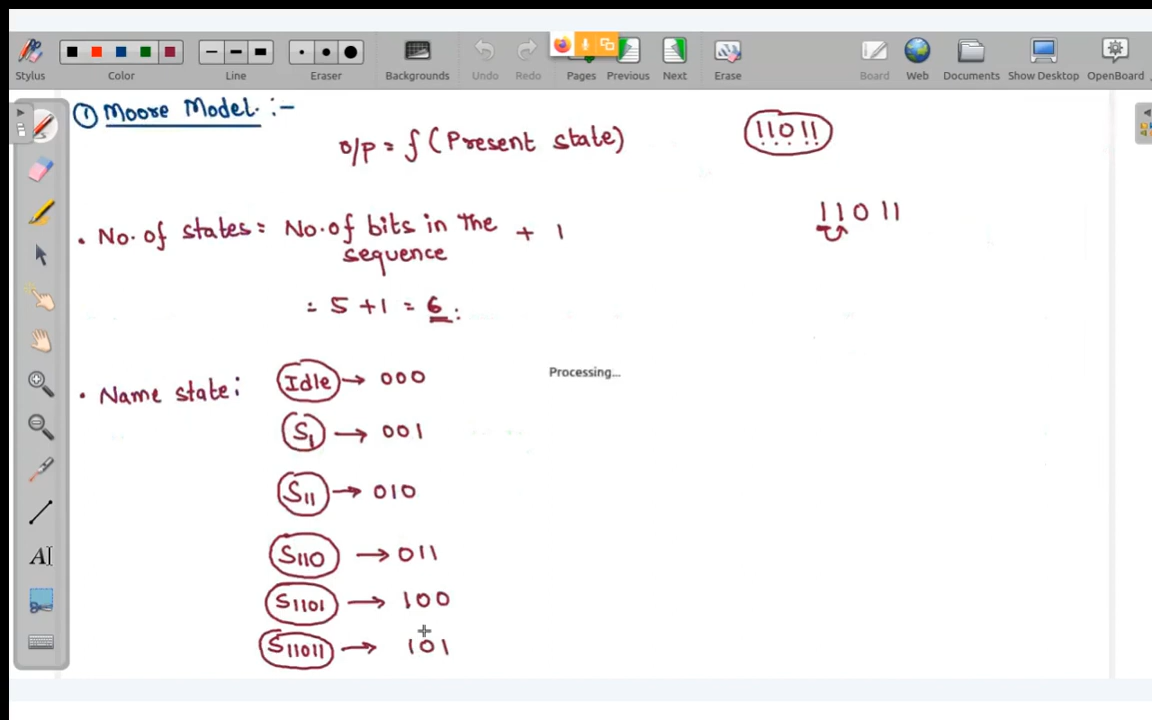 Stylus
Color
Line
Eraser
Backgrounds
Undo
Redo
Pages
Previous
Next
Erase
Board
Web
Documents
Show Desktop
OpenBoard
① Moore Model :-
o/p = f (Present state)
11011
• No. of states = No. of bits in the sequence + 1
11011
= 5 + 1 = 6 :
Processing...
• Name state :
Idle → 000
S1 → 001
S11 → 010
S110 → 011
S1101 → 100
S11011 → 101
A